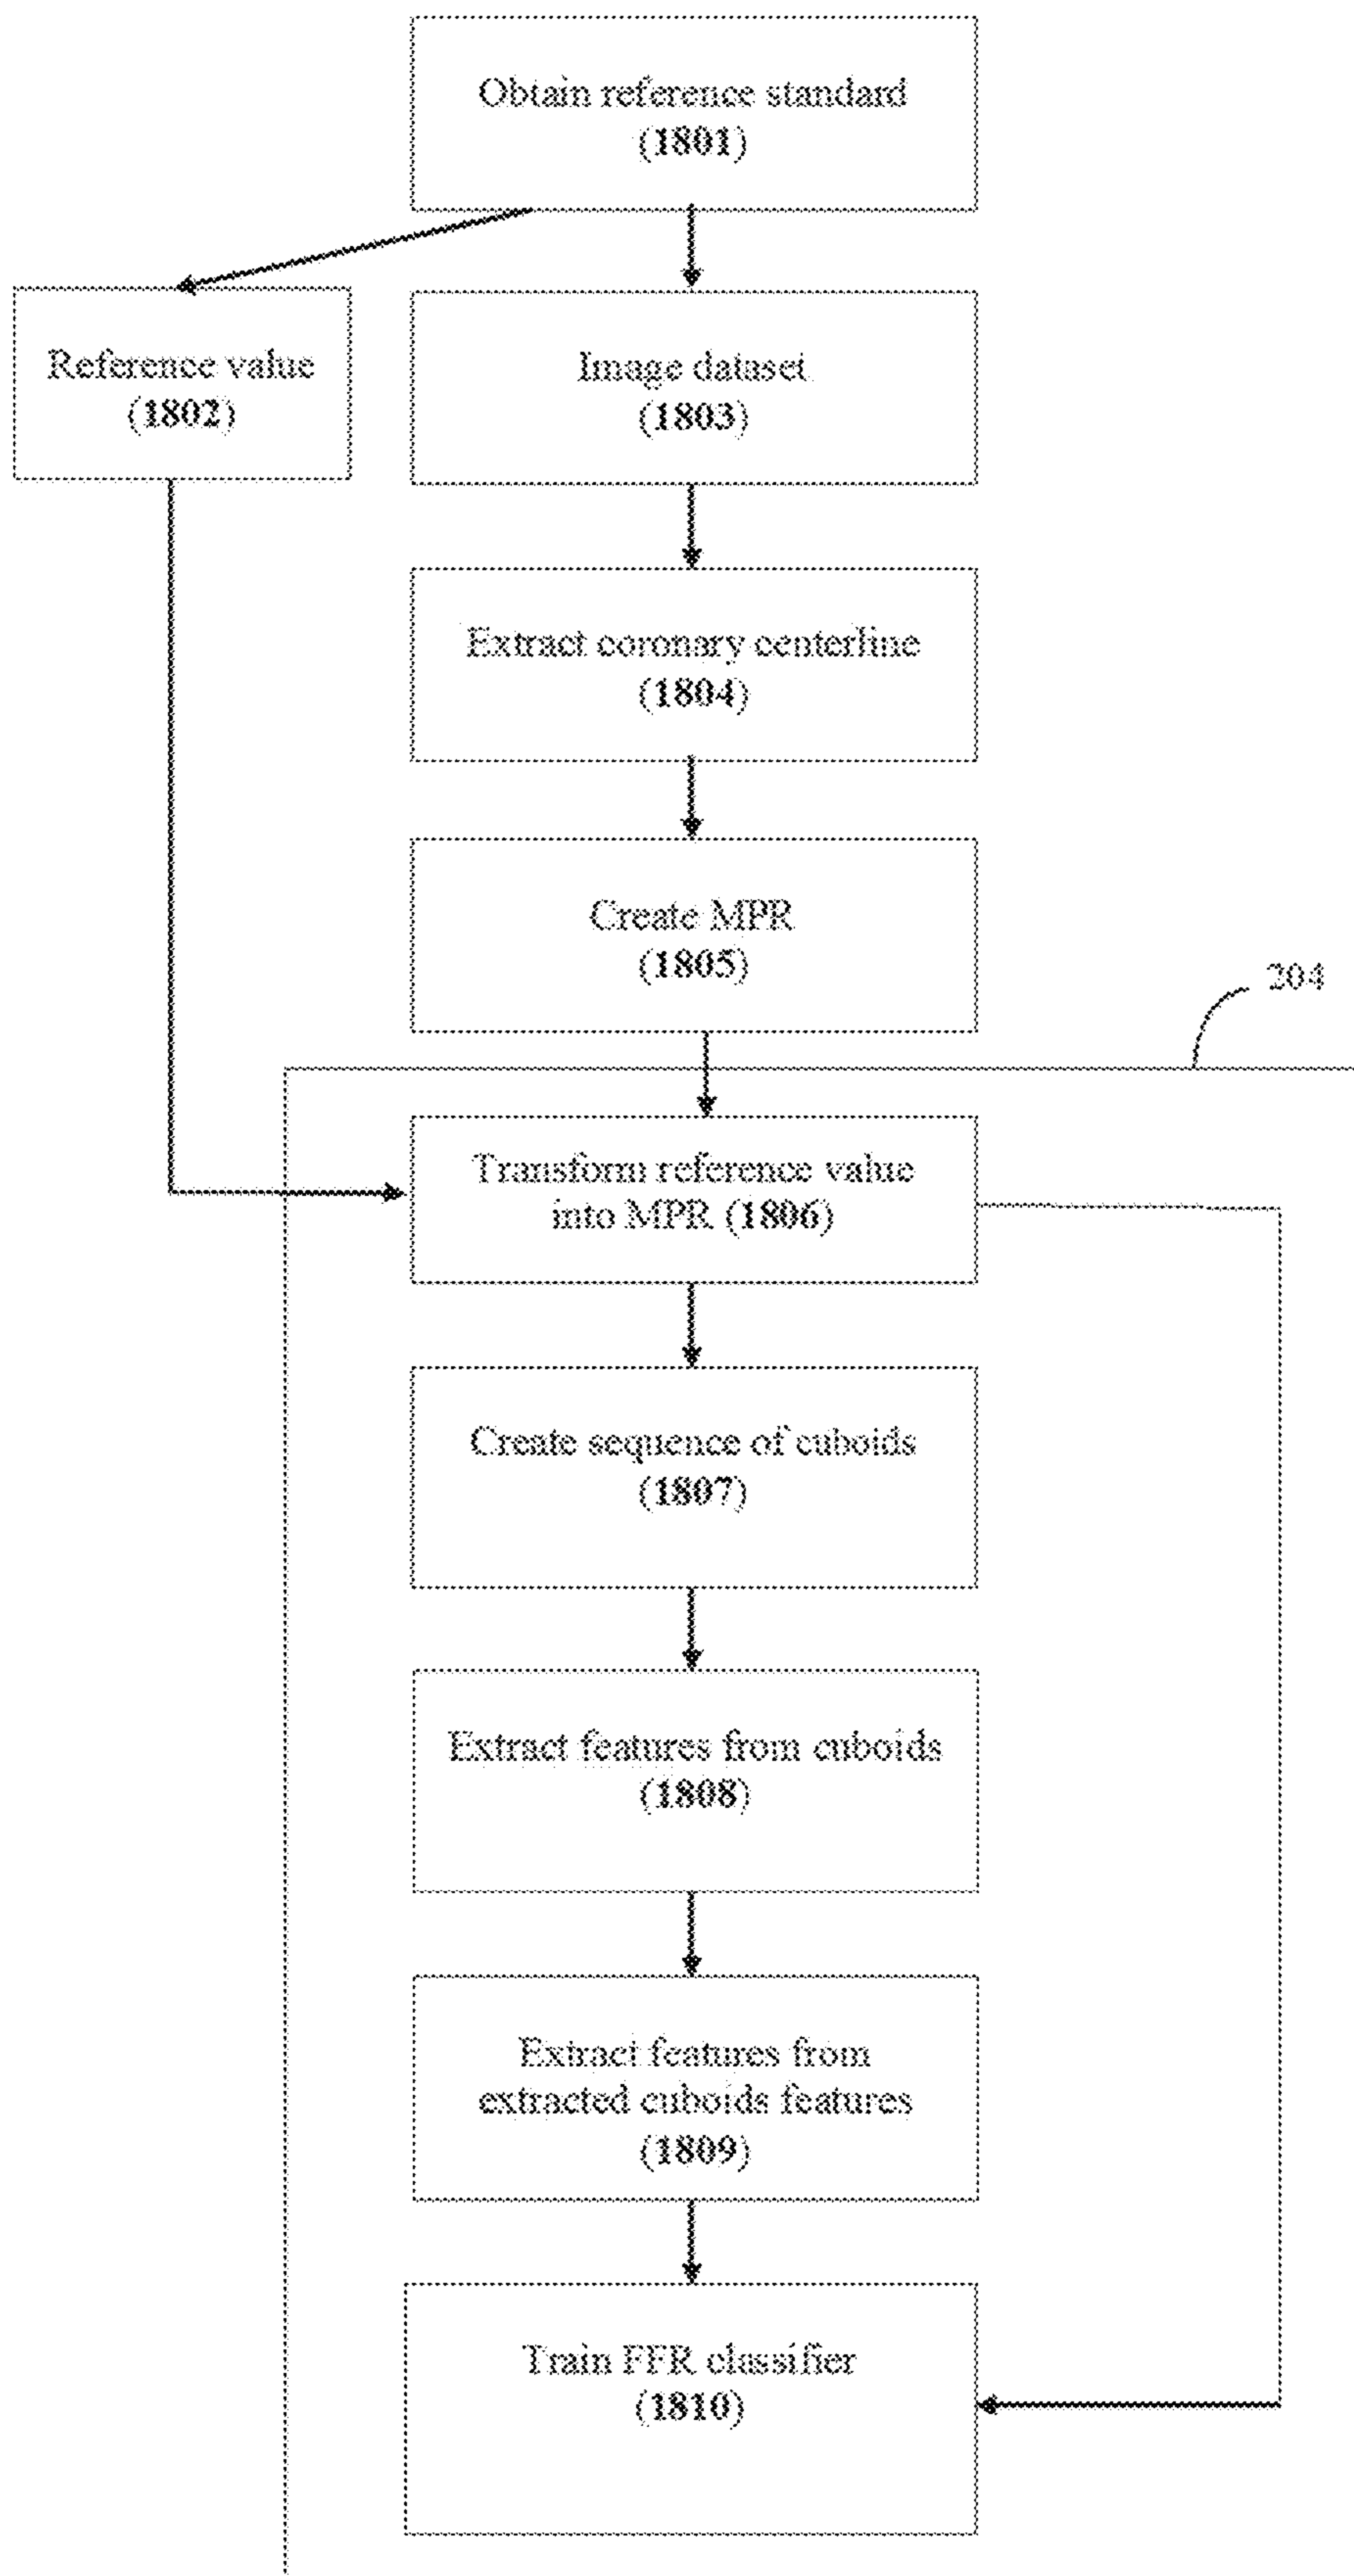 Obtain reference standard
(1801)
Reference value
(1802)
Image dataset
(1803)
Extract coronary centerline
(1804)
Create MPR
(1805)
204
Transform reference value
into MPR (1806)
Create sequence of cuboids
(1807)
Extract features from cuboids
(1808)
Extract features from
extracted cuboids features
(1809)
Train FFR classifier
(1810)